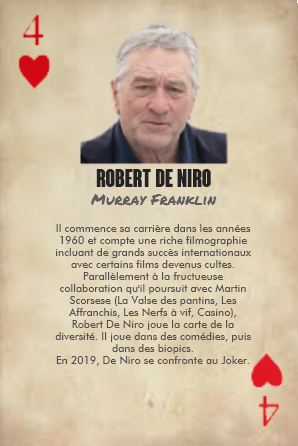 4
ROBERT DE NIRO
Murray Franklin
Il commence sa carrière dans les années
1960 et compte une riche filmographie
incluant de grands succès internationaux
avec certains films devenus cultes.
Parallèlement à la fructueuse
collaboration qu'il poursuit avec Martin
Scorsese (La Valse des pantins, Les
Affranchis, Les Nerfs à vif, Casino),
Robert De Niro joue la carte de la
diversité. Il joue dans des comédies, puis
dans des biopics.
En 2019, De Niro se confronte au Joker.
4